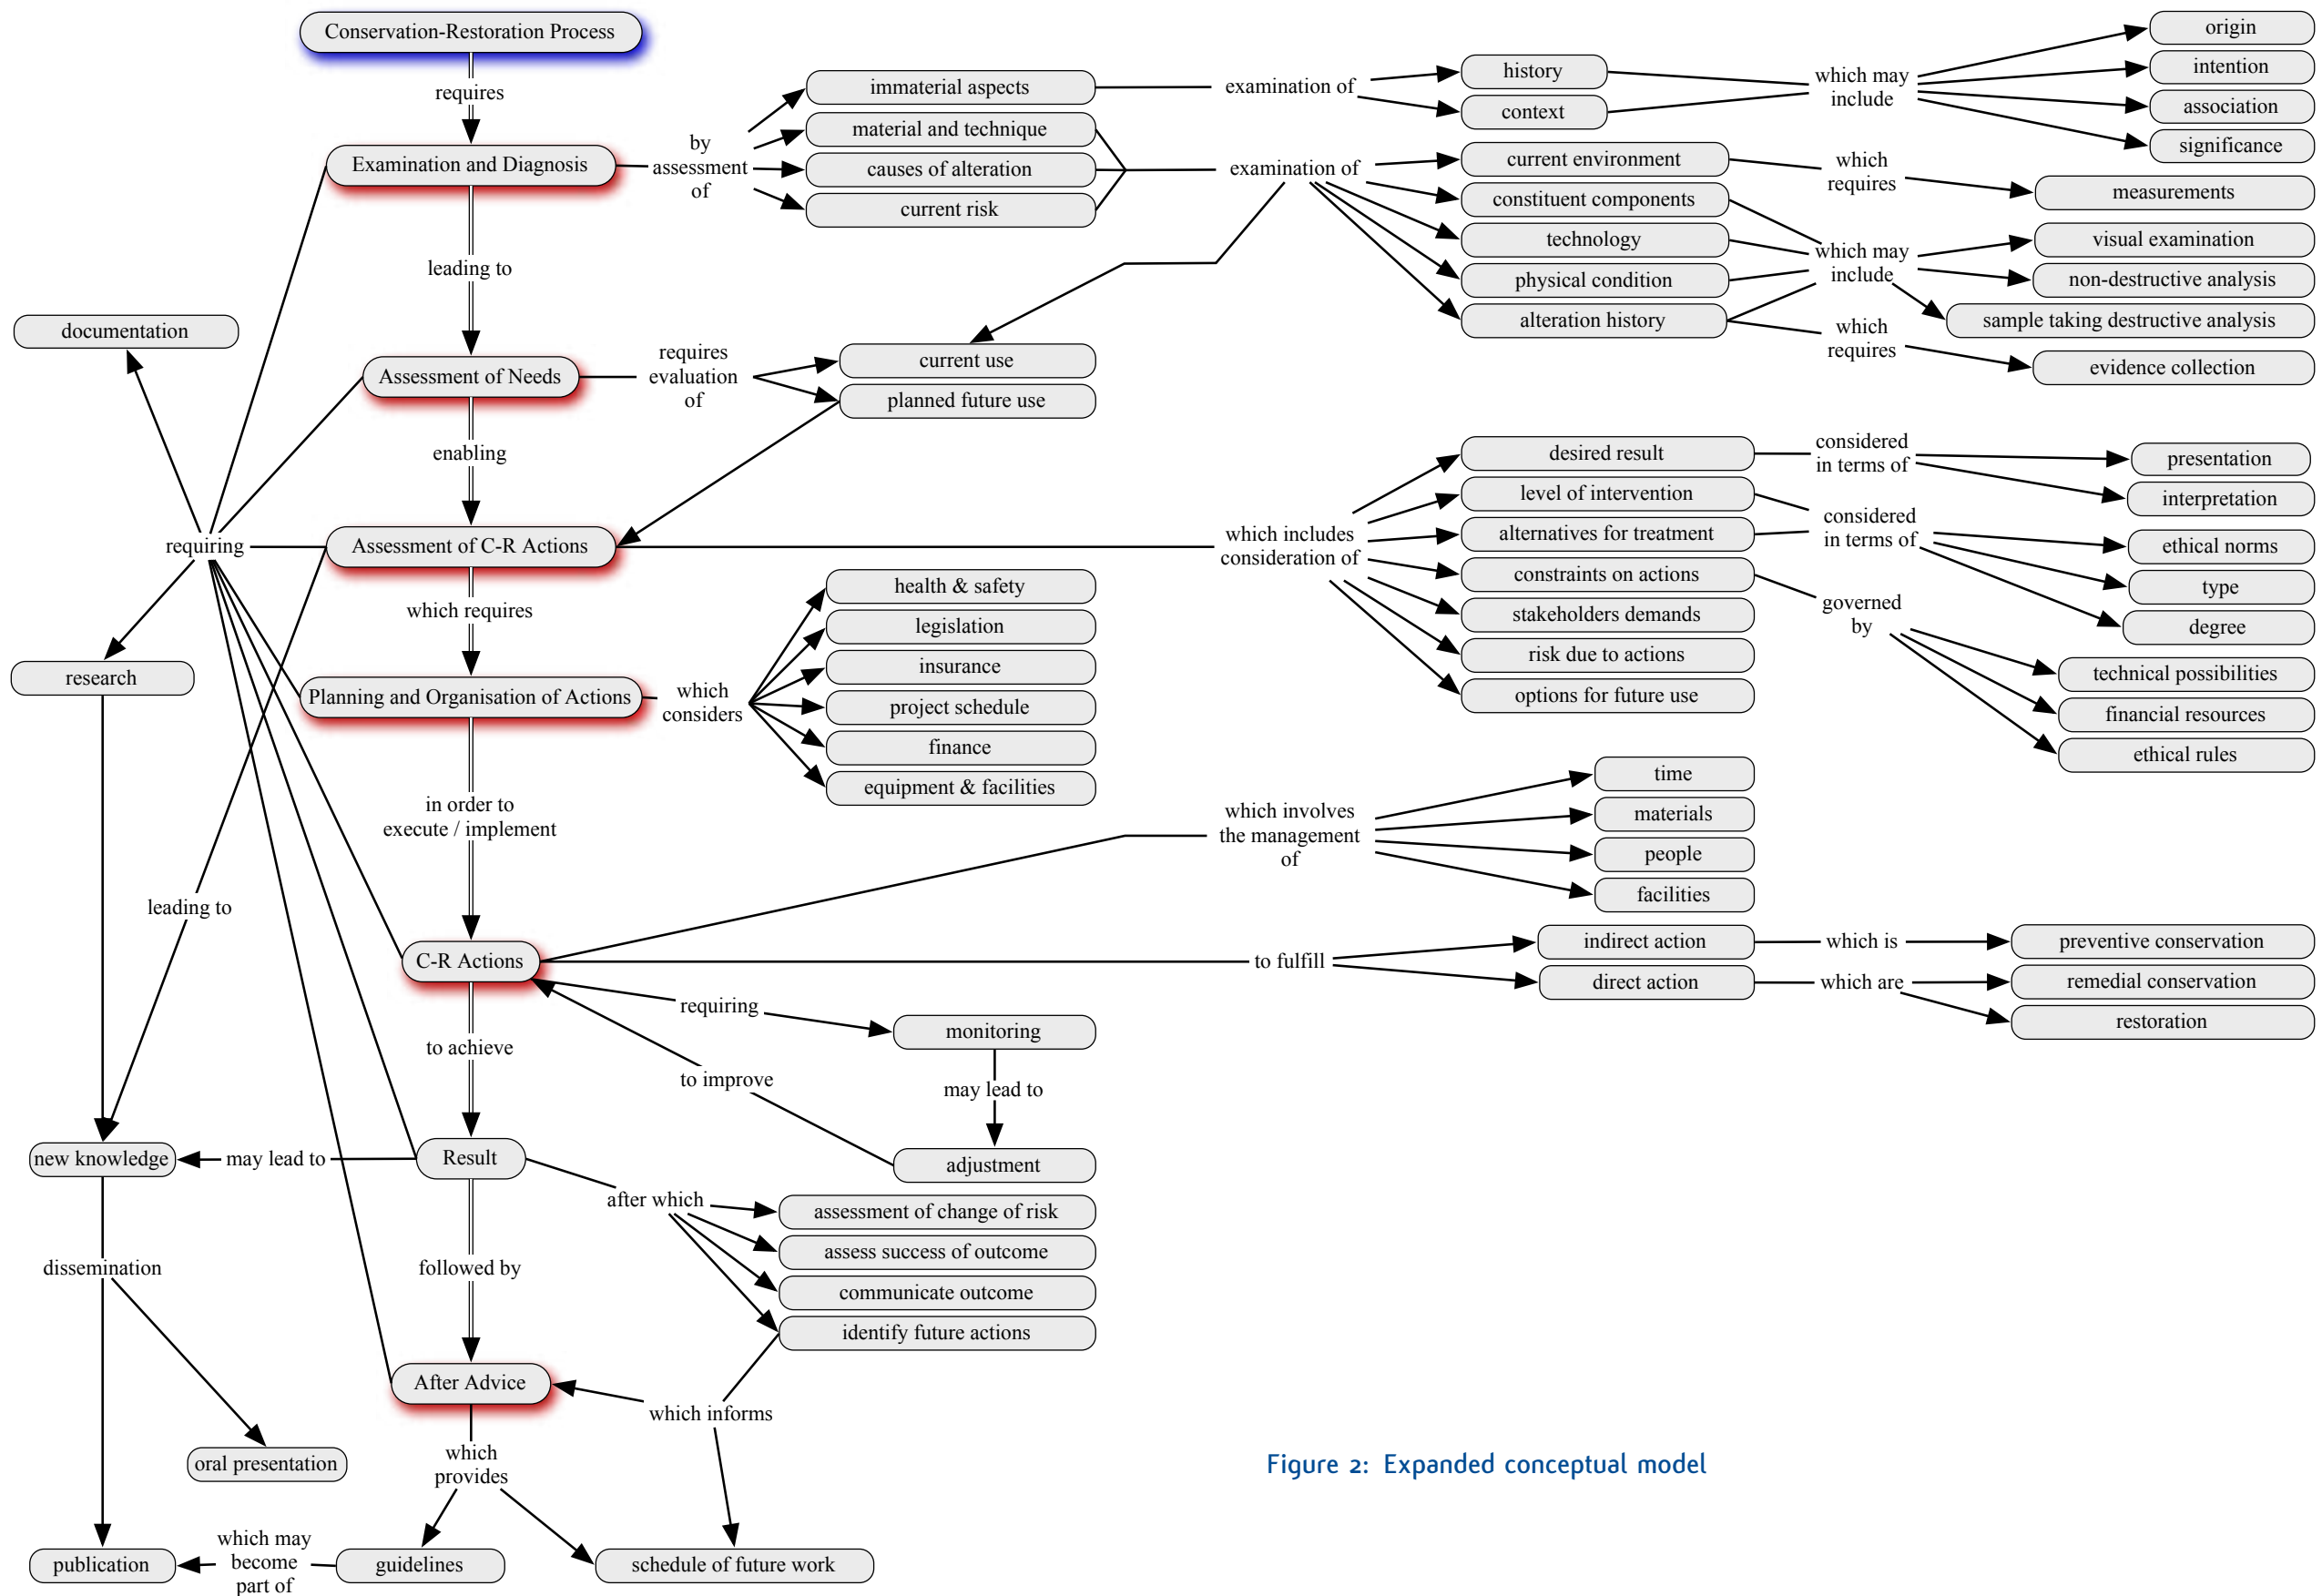 Conservation-Restoration Process
requires
Examination and Diagnosis
by
assessment
of
immaterial aspects
material and technique
causes of alteration
current risk
examination of
history
context
which may
include
origin
intention
association
significance
examination of
current environment
constituent components
technology
physical condition
alteration history
which
requires
measurements
which may
include
visual examination
non-destructive analysis
sample taking destructive analysis
which
requires
evidence collection
leading to
documentation
Assessment of Needs
requires
evaluation
of
current use
planned future use
enabling
requiring
Assessment of C-R Actions
which includes
consideration of
desired result
level of intervention
alternatives for treatment
constraints on actions
stakeholders demands
risk due to actions
options for future use
considered
in terms of
presentation
interpretation
considered
in terms of
ethical norms
type
degree
governed
by
technical possibilities
financial resources
ethical rules
which requires
research
Planning and Organisation of Actions
which
considers
health & safety
legislation
insurance
project schedule
finance
equipment & facilities
in order to
execute / implement
leading to
which involves
the management
of
time
materials
people
facilities
C-R Actions
to fulfill
indirect action
direct action
which is
which are
preventive conservation
remedial conservation
restoration
requiring
monitoring
to achieve
to improve
may lead to
adjustment
new knowledge
may lead to
Result
after which
assessment of change of risk
assess success of outcome
communicate outcome
identify future actions
dissemination
followed by
After Advice
which informs
oral presentation
which
provides
publication
which may
become
part of
guidelines
schedule of future work
Figure 2: Expanded conceptual model